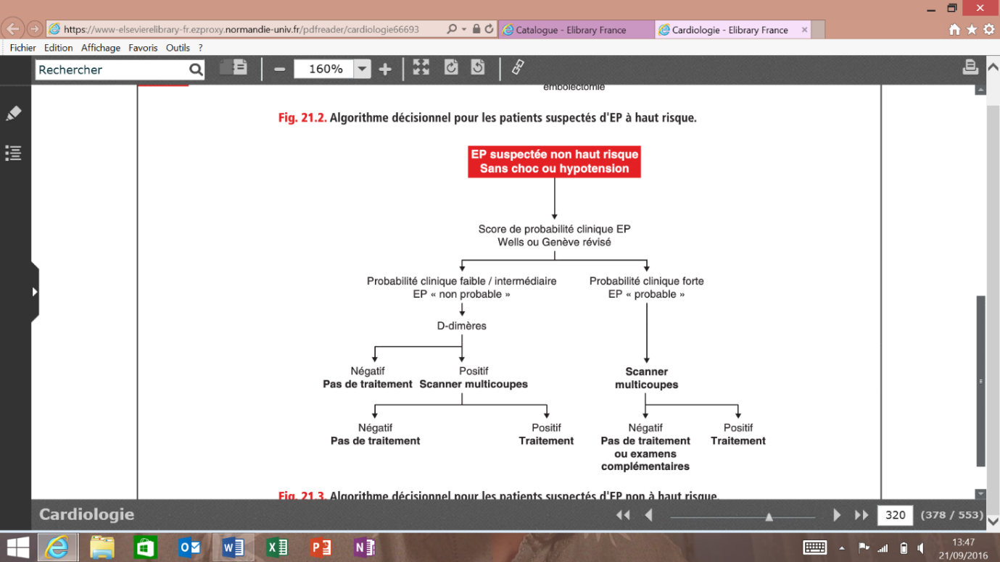 https://www-elsevierelibrary-fr.ezproxy.normandie-univ.fr/pdfreader/cardiologie66693
Catalogue - Elibrary France
Cardiologie - Elibrary France
Fichier Edition Affichage Favoris Outils ?
Rechercher
160%
embolectomie
Fig. 21.2. Algorithme décisionnel pour les patients suspectés d'EP à haut risque.
EP suspectée non haut risque
Sans choc ou hypotension
Score de probabilité clinique EP
Wells ou Genève révisé
Probabilité clinique faible / intermédiaire
EP « non probable »
Probabilité clinique forte
EP « probable »
D-dimères
Négatif
Pas de traitement
Positif
Scanner multicoupes
Scanner
multicoupes
Négatif
Pas de traitement
Positif
Traitement
Négatif
Pas de traitement
ou examens
complémentaires
Positif
Traitement
Fig. 21.3. Algorithme décisionnel pour les patients suspectés d'EP non à haut risque.
Cardiologie
320 (378 / 553)
13:47
21/09/2016